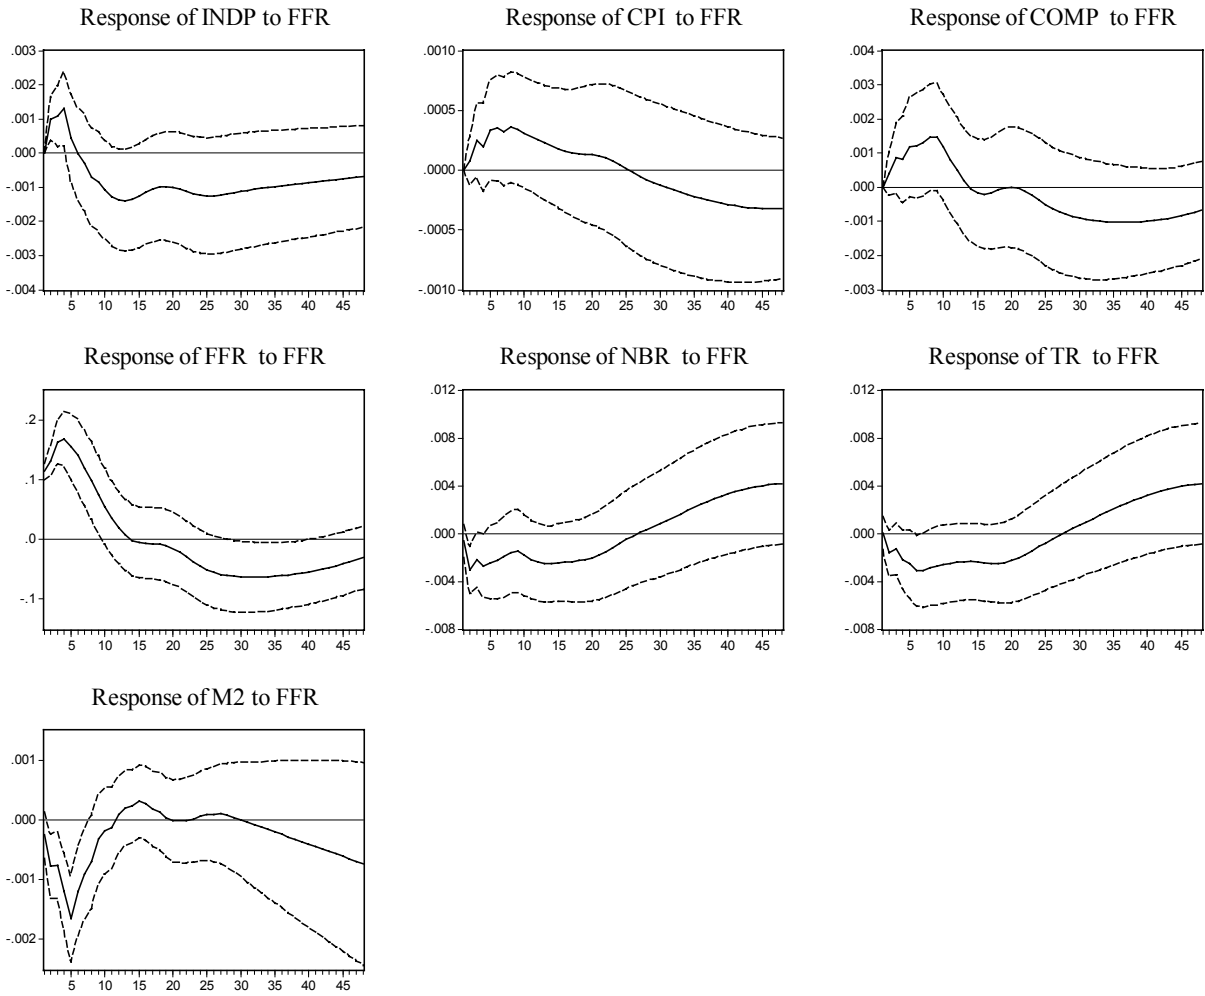 Response of INDP to FFR
.003
.002
.001
.000
-.001
-.002
-.003
-.004
5 10 15 20 25 30 35 40 45
Response of CPI to FFR
.0010
.0005
.0000
-.0005
-.0010
5 10 15 20 25 30 35 40 45
Response of COMP to FFR
.004
.003
.002
.001
.000
-.001
-.002
-.003
5 10 15 20 25 30 35 40 45
Response of FFR to FFR
.2
.1
.0
-.1
5 10 15 20 25 30 35 40 45
Response of NBR to FFR
.012
.008
.004
.000
-.004
-.008
5 10 15 20 25 30 35 40 45
Response of TR to FFR
.012
.008
.004
.000
-.004
-.008
5 10 15 20 25 30 35 40 45
Response of M2 to FFR
.001
.000
-.001
-.002
5 10 15 20 25 30 35 40 45